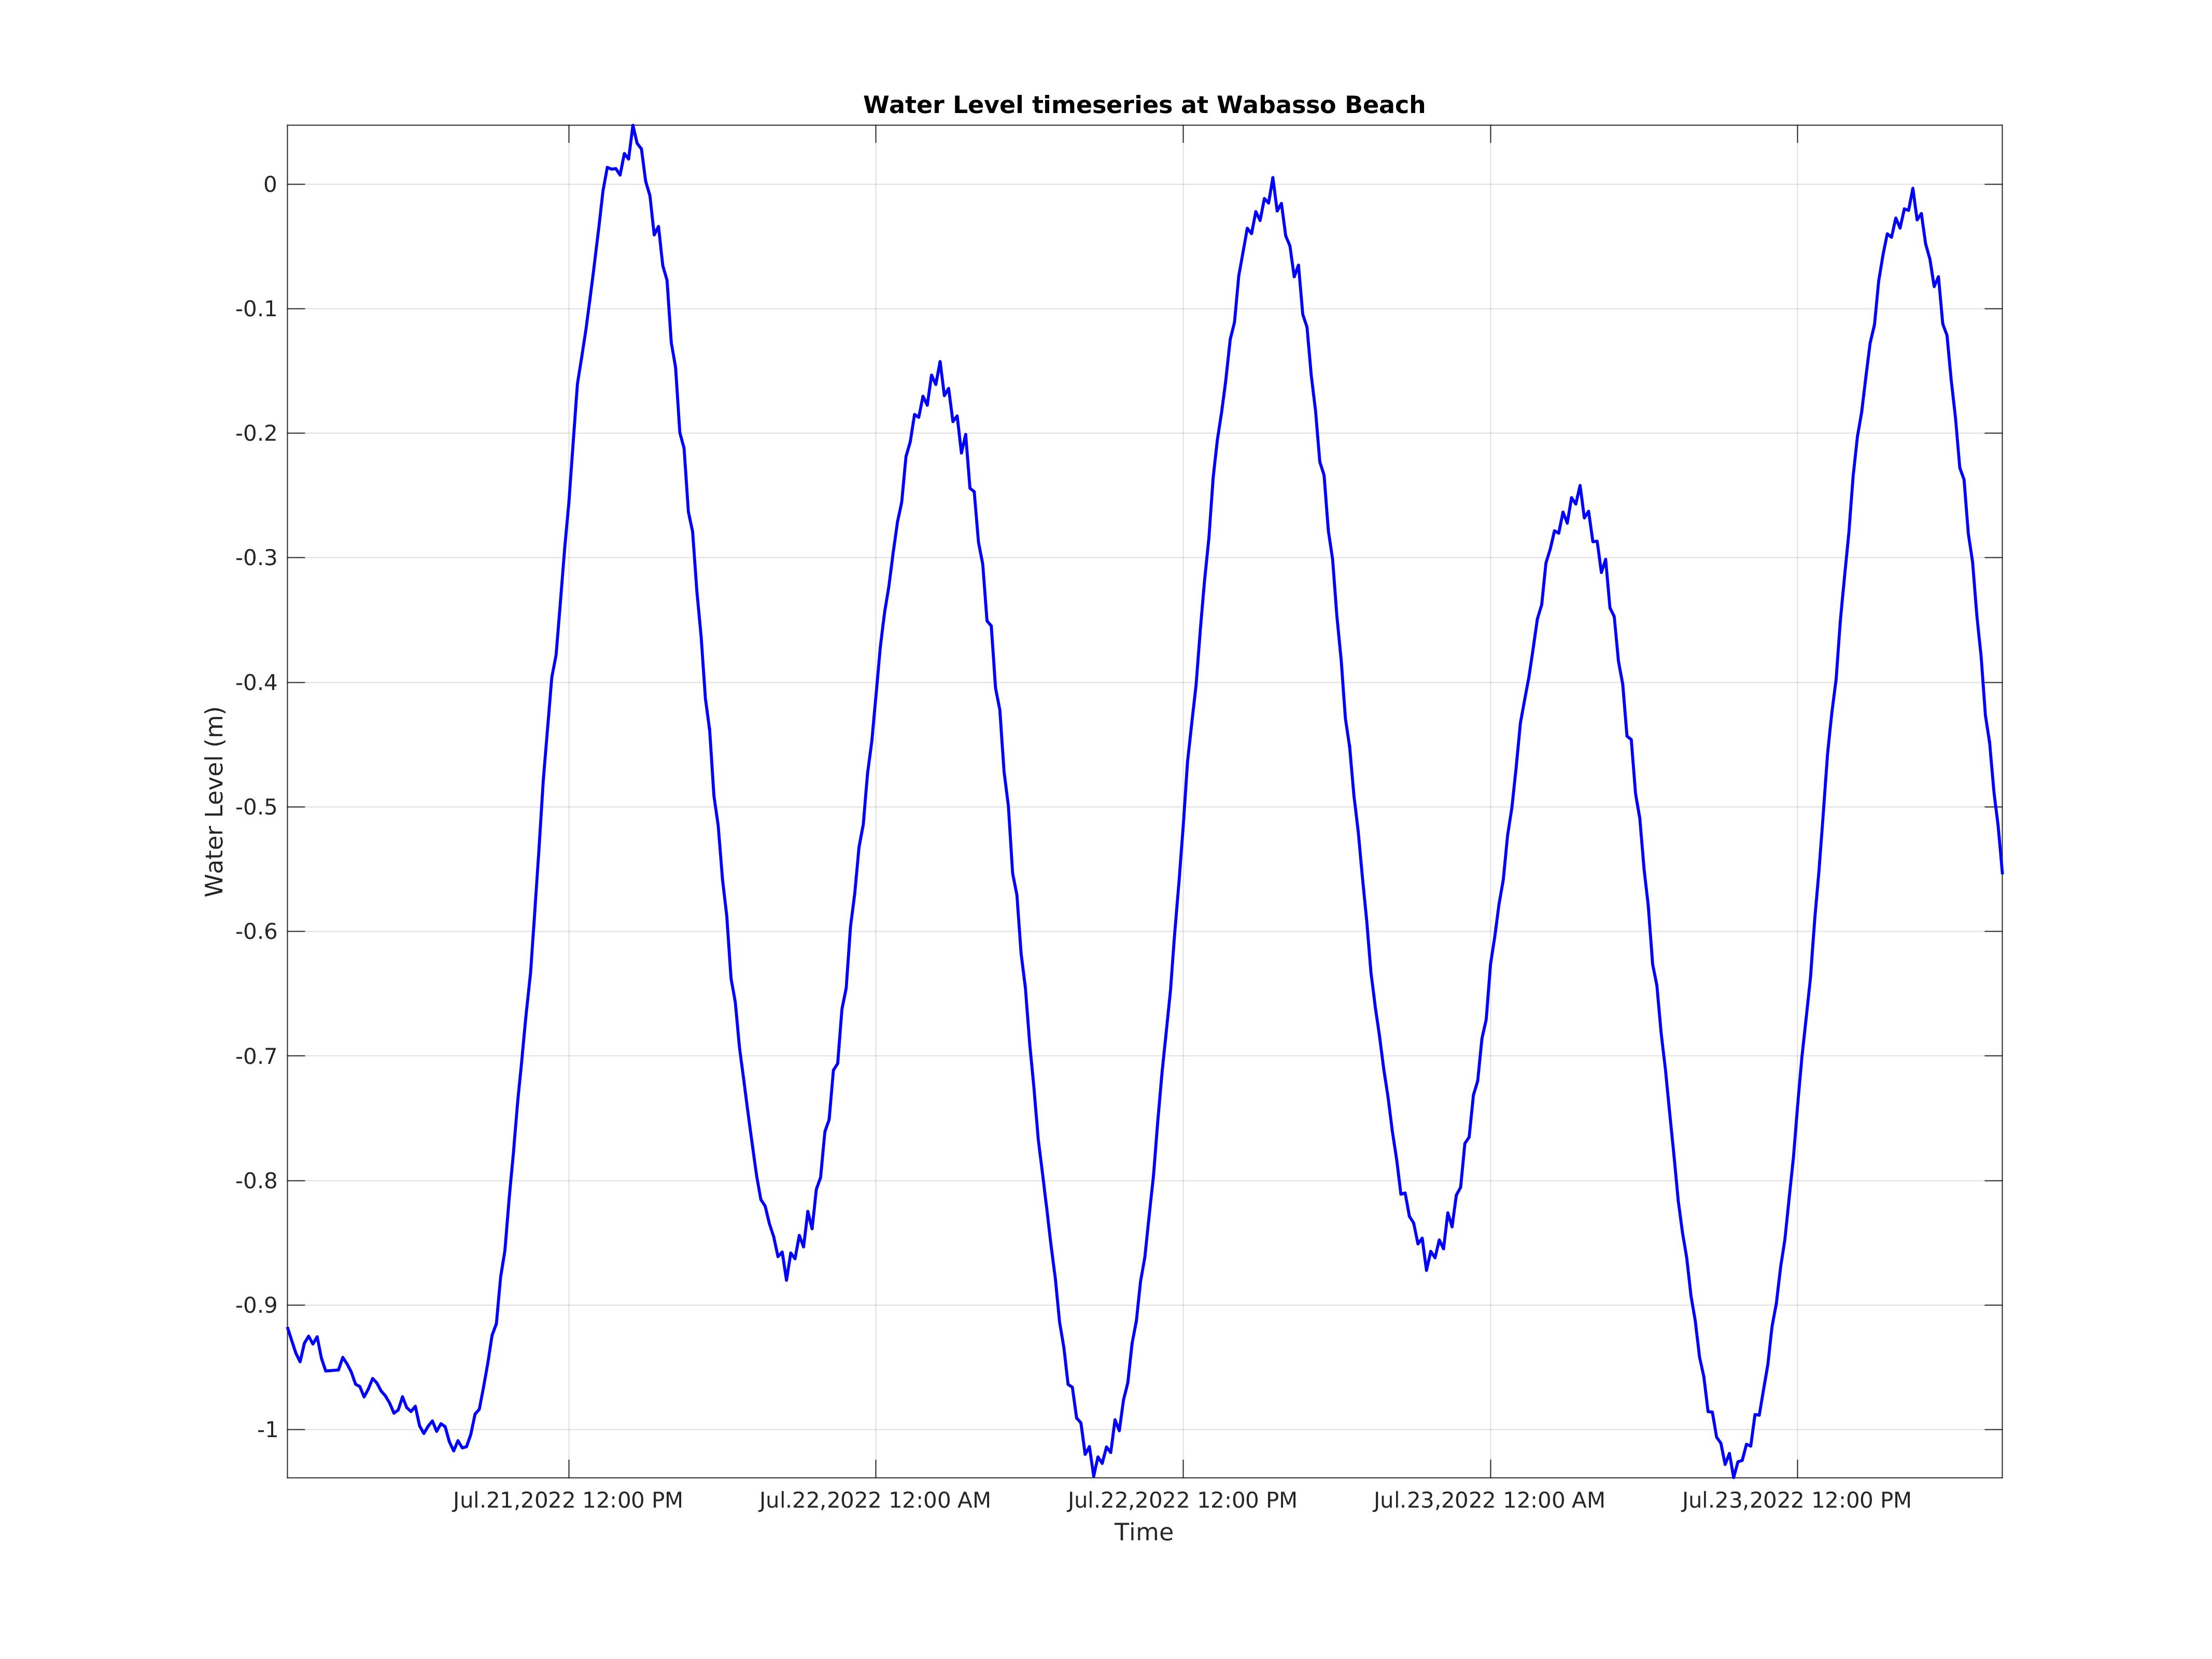 Water Level timeseries at Wabasso Beach
0
-0.1
-0.2
-0.3
-0.4
-0.5
-0.6
-0.7
-0.8
-0.9
-1
Water Level (m)
Jul.21,2022 12:00 PM
Jul.22,2022 12:00 AM
Jul.22,2022 12:00 PM
Jul.23,2022 12:00 AM
Jul.23,2022 12:00 PM
Time